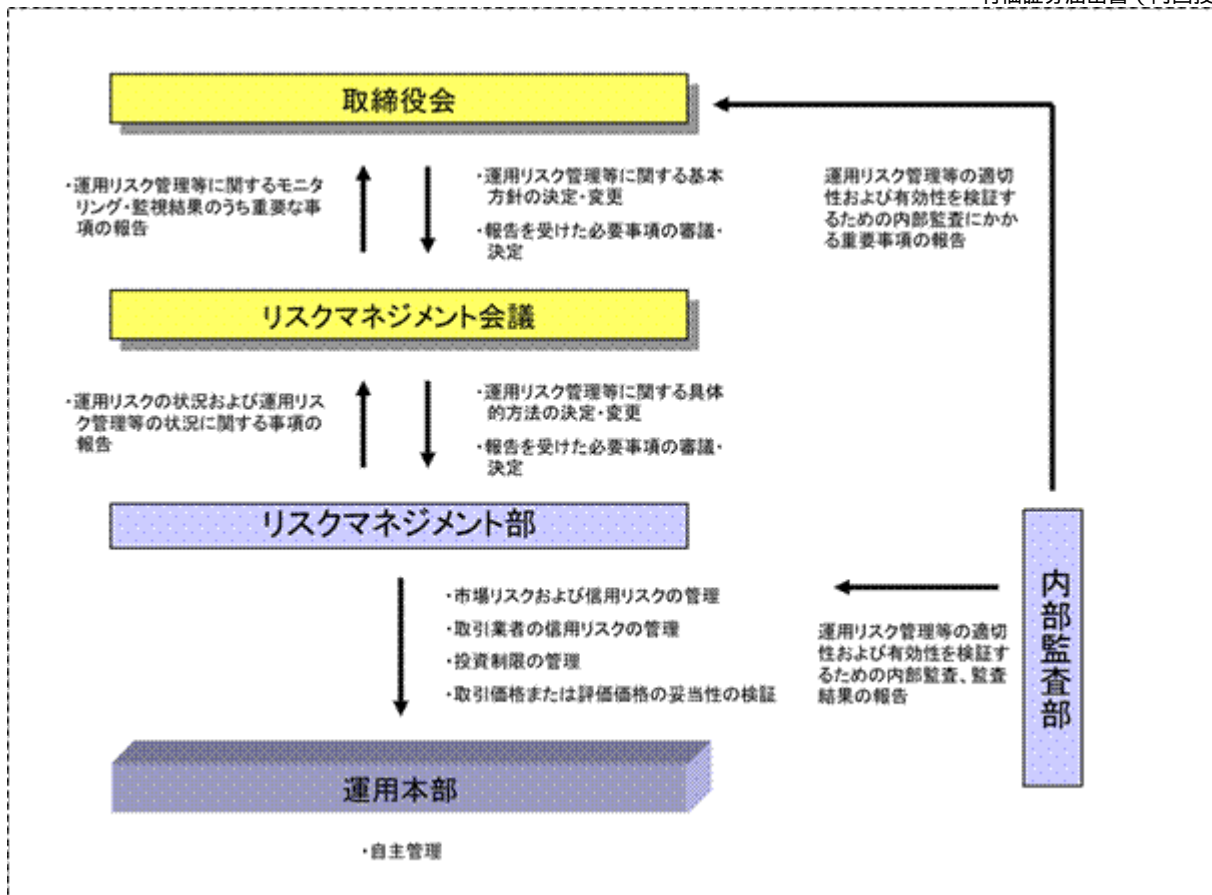 取締役会
・運用リスク管理等に関するモニタ
リング・監視結果のうち重要な事
項の報告
・運用リスク管理等に関する基本
方針の決定・変更
・報告を受けた必要事項の審議・
決定
運用リスク管理等の適切
性および有効性を検証す
るための内部監査にかか
る重要事項の報告
リスクマネジメント会議
・運用リスクの状況および運用リス
ク管理等の状況に関する事項の
報告
・運用リスク管理等に関する具体
的方法の決定・変更
・報告を受けた必要事項の審議・
決定
リスクマネジメント部
・市場リスクおよび信用リスクの管理
・取引業者の信用リスクの管理
・投資制限の管理
・取引価格または評価価格の妥当性の検証
運用リスク管理等の適切
性および有効性を検証す
るための内部監査、監査
結果の報告
内部監査部
運用本部
・自主管理